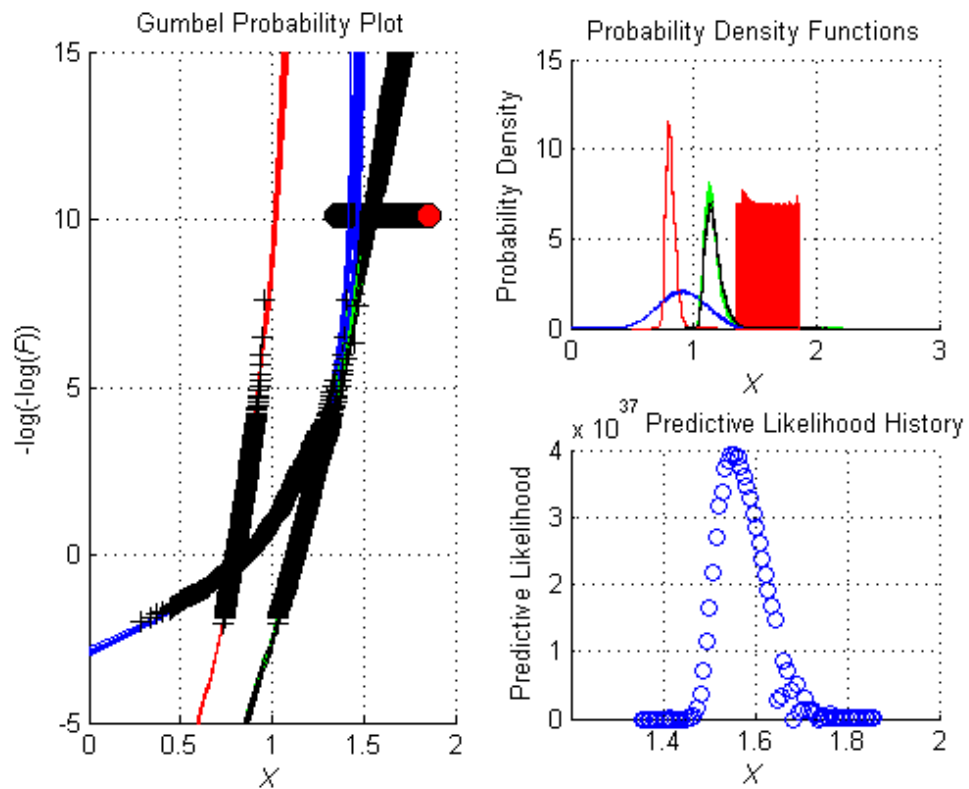 Gumbel Probability Plot
15
10
5
0
-5
-log(-log(F))
0 0.5 1 1.5 2
X
Probability Density Functions
15
10
5
0
Probability Density
0 1 2 3
X
x 10^37 Predictive Likelihood History
4
3
2
1
0
Predictive Likelihood
1.4 1.6 1.8 2
X